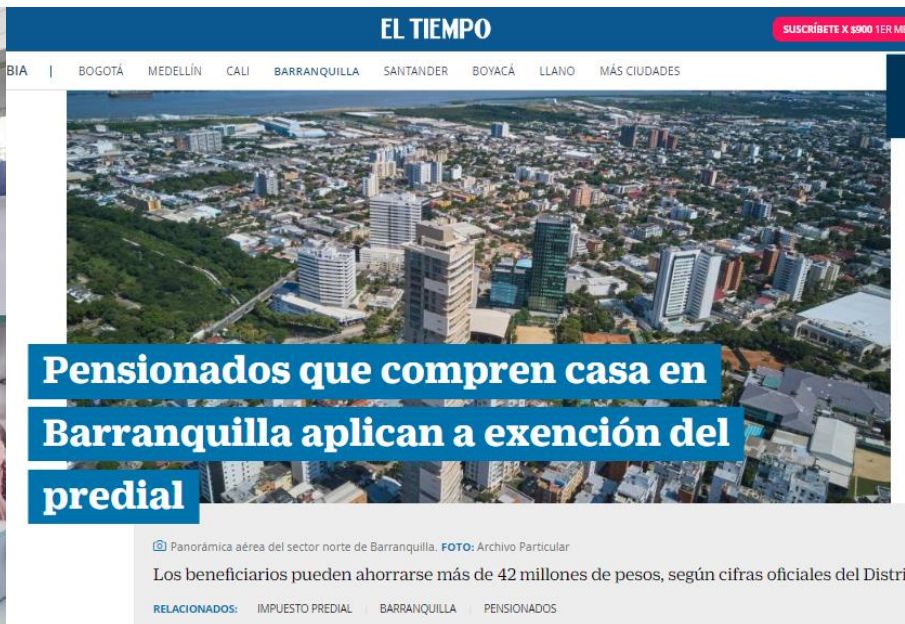 EL TIEMPO
SUSCRÍBETE X $900 1ER
BIA | BOGOTÁ MEDELLÍN CALI BARRANQUILLA SANTANDER BOYACÁ LLANO MÁS CIUDADES
Pensionados que compren casa en
Barranquilla aplican a exención del
predial
Panorámica aérea del sector norte de Barranquilla. FOTO: Archivo Particular
Los beneficiarios pueden ahorrarse más de 42 millones de pesos, según cifras oficiales del Distri
RELACIONADOS: IMPUESTO PREDIAL BARRANQUILLA PENSIONADOS